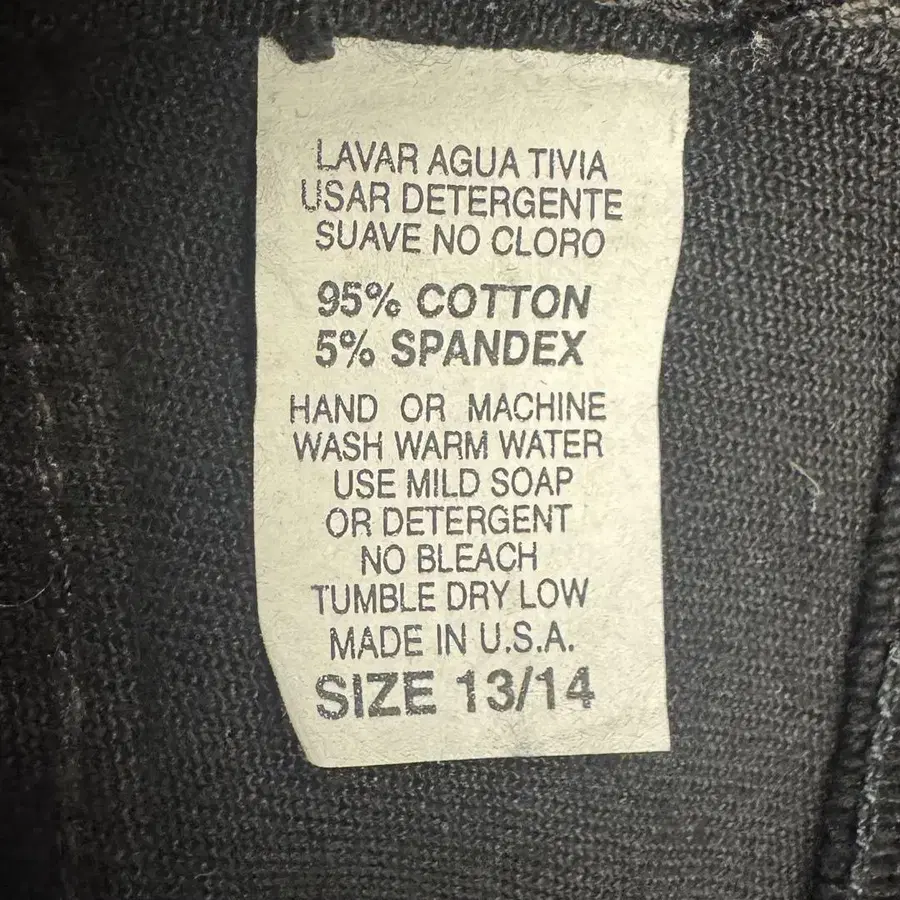 LAVAR AGUA TIVIA
USAR DETERGENTE
SUAVE NO CLORO
95% COTTON
5% SPANDEX
HAND OR MACHINE
WASH WARM WATER
USE MILD SOAP
OR DETERGENT
NO BLEACH
TUMBLE DRY LOW
MADE IN U.S.A.
SIZE 13/14